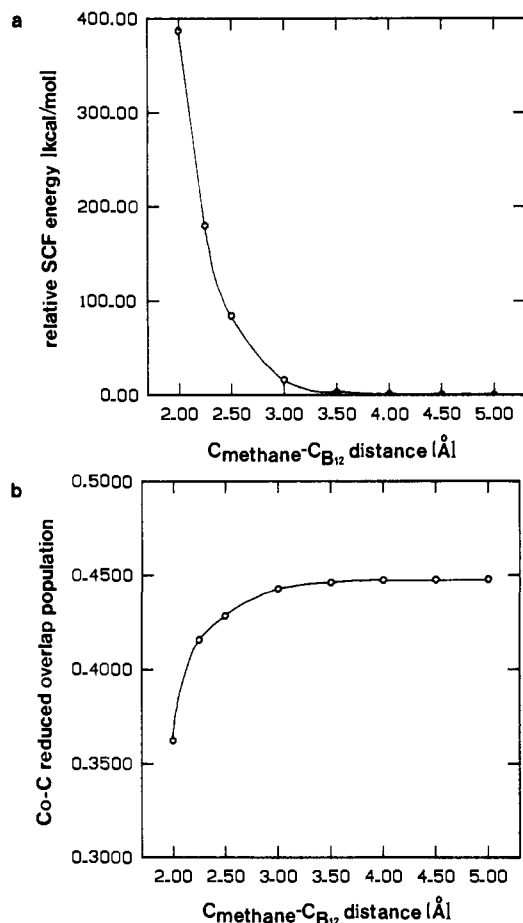 a
400.00
300.00
200.00
100.00
0.00
relative SCF energy [kcal/mol]
2.00 2.50 3.00 3.50 4.00 4.50 5.00
Cmethane-CB12 distance [Å]
b
0.5000
0.4500
0.4000
0.3500
0.3000
Co-C reduced overlap population
2.00 2.50 3.00 3.50 4.00 4.50 5.00
Cmethane-CB12 distance [Å]